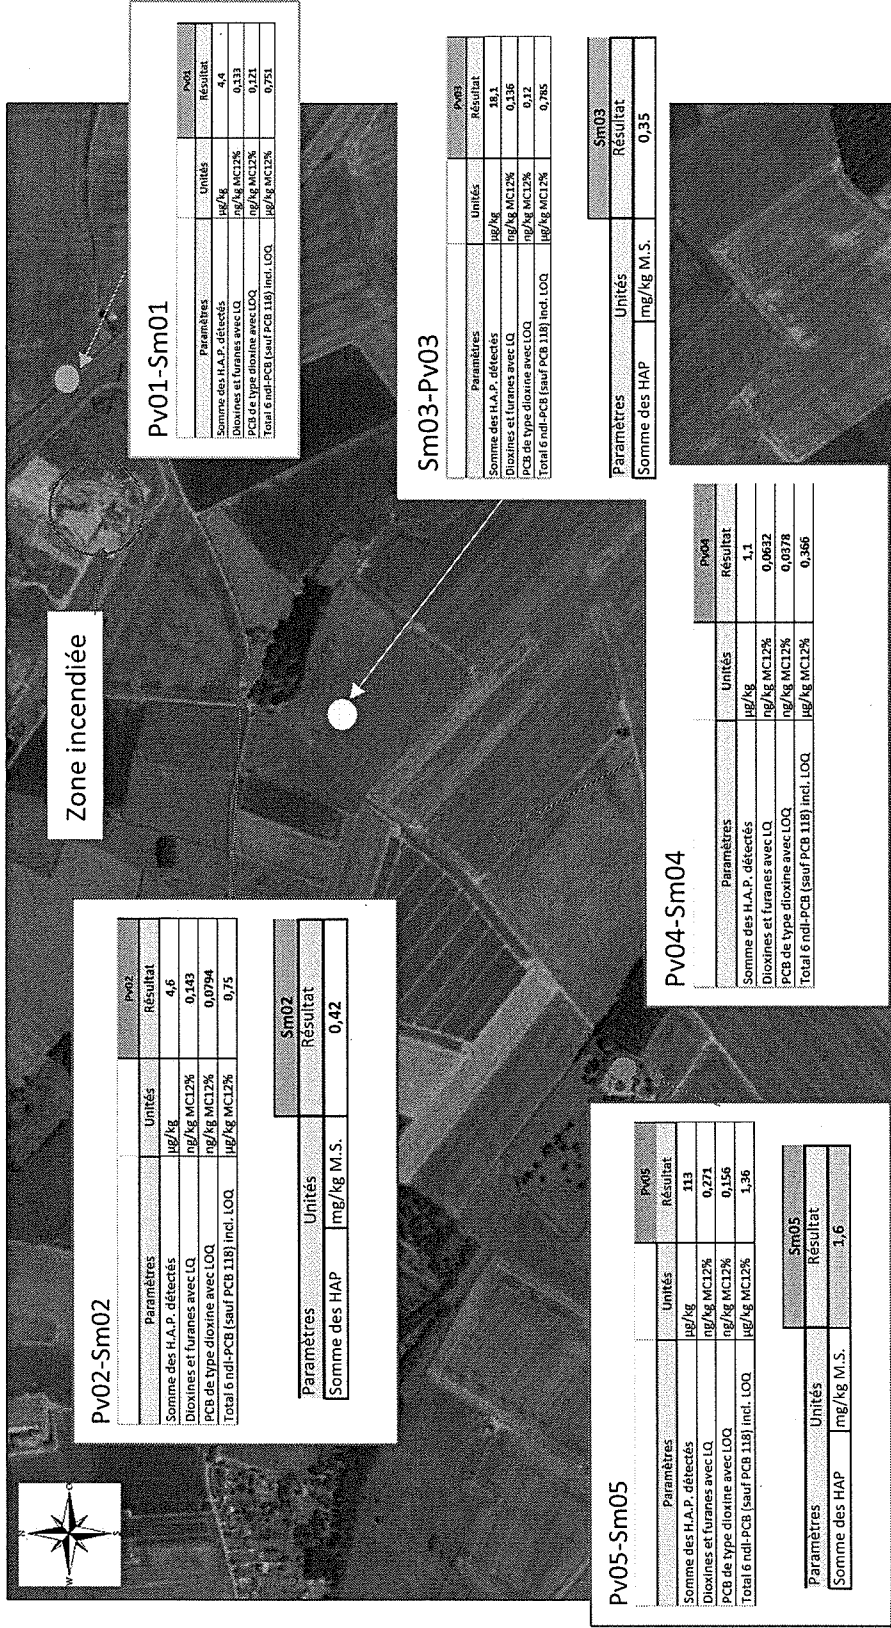 N
W O
S
Zone incendiée
Pv02-Sm02
Pv02
Paramètres Unités Résultat
Somme des H.A.P. détectés µg/kg 4,6
Dioxines et furanes avec LQ ng/kg MC12% 0,143
PCB de type dioxine avec LOQ ng/kg MC12% 0,0794
Total 6 ndl-PCB (sauf PCB 118) incl. LOQ µg/kg MC12% 0,75
Sm02
Paramètres Unités Résultat
Somme des HAP mg/kg M.S. 0,42
Pv01-Sm01
Pv01
Paramètres Unités Résultat
Somme des H.A.P. détectés µg/kg 4,4
Dioxines et furanes avec LQ ng/kg MC12% 0,133
PCB de type dioxine avec LOQ ng/kg MC12% 0,121
Total 6 ndl-PCB (sauf PCB 118) incl. LOQ µg/kg MC12% 0,751
Sm03-Pv03
Pv03
Paramètres Unités Résultat
Somme des H.A.P. détectés µg/kg 18,1
Dioxines et furanes avec LQ ng/kg MC12% 0,136
PCB de type dioxine avec LOQ ng/kg MC12% 0,12
Total 6 ndl-PCB (sauf PCB 118) incl. LOQ µg/kg MC12% 0,785
Sm03
Paramètres Unités Résultat
Somme des HAP mg/kg M.S. 0,35
Pv05-Sm05
Pv05
Paramètres Unités Résultat
Somme des H.A.P. détectés µg/kg 113
Dioxines et furanes avec LQ ng/kg MC12% 0,271
PCB de type dioxine avec LOQ ng/kg MC12% 0,156
Total 6 ndl-PCB (sauf PCB 118) incl. LOQ µg/kg MC12% 1,36
Sm05
Paramètres Unités Résultat
Somme des HAP mg/kg M.S. 1,6
Pv04-Sm04
Pv04
Paramètres Unités Résultat
Somme des H.A.P. détectés µg/kg 1,1
Dioxines et furanes avec LQ ng/kg MC12% 0,0632
PCB de type dioxine avec LOQ ng/kg MC12% 0,0378
Total 6 ndl-PCB (sauf PCB 118) incl. LOQ µg/kg MC12% 0,366